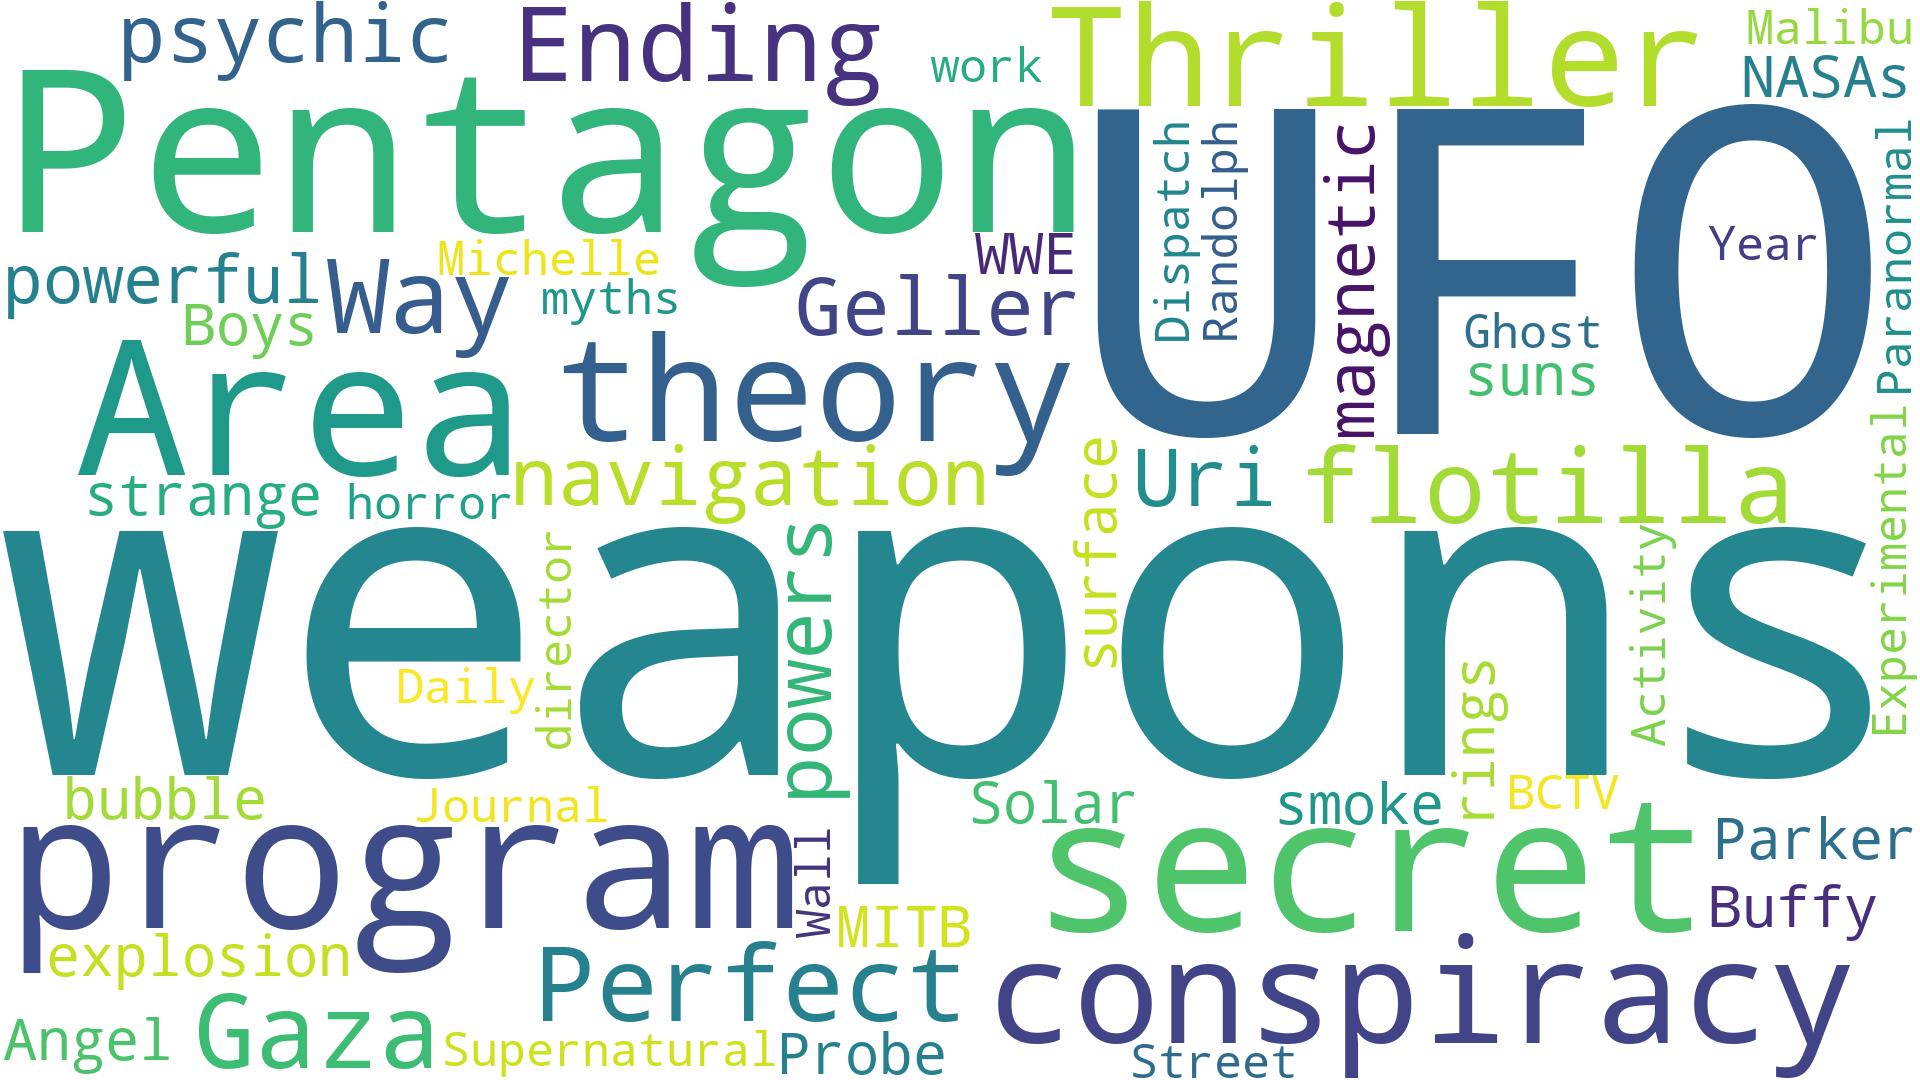 psychic
Ending
work
Thriller
Malibu
NASAs
Pentagon
UFO
Dispatch
Randolph
magnetic
Year
Paranormal
powerful
Way
Michelle
myths
WWE
Geller
Boys
Ghost
suns
Area
theory
strange
horror
navigation
surface
Uri
flotilla
Experimental
weapons
Daily
director
powers
rings
Activity
bubble
Journal
Solar
smoke
BCTV
program
Wall
MITB
secret
Parker
Buffy
explosion
Perfect
conspiracy
Angel
Gaza
Supernatural
Probe
Street